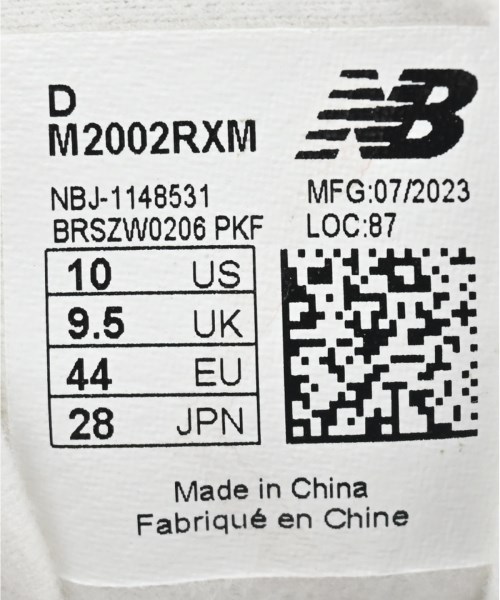 D
M2002RXM
NB
NBJ-1148531
BRSZW0206 PKF
MFG:07/2023
LOC:87
10 US
9.5 UK
44 EU
28 JPN
Made in China
Fabriqué en Chine